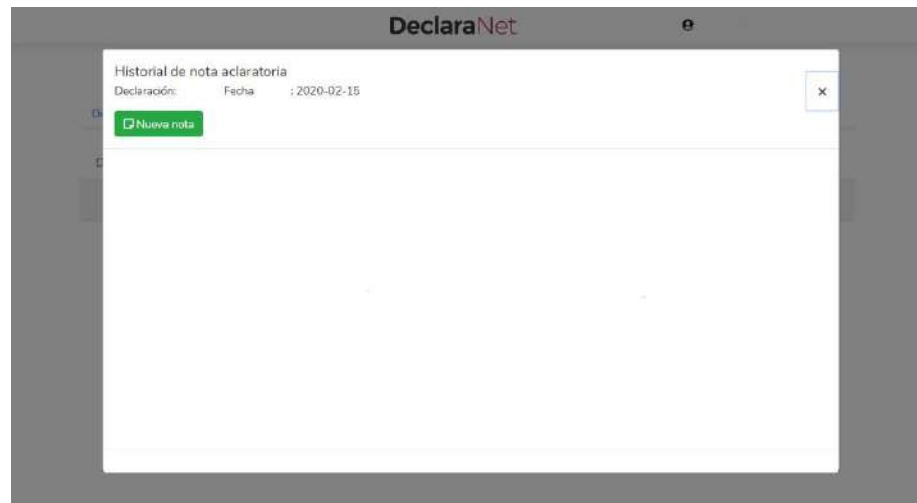 DeclaraNet
Historial de nota aclaratoria
Declaración: Fecha : 2020-02-15
Nueva nota